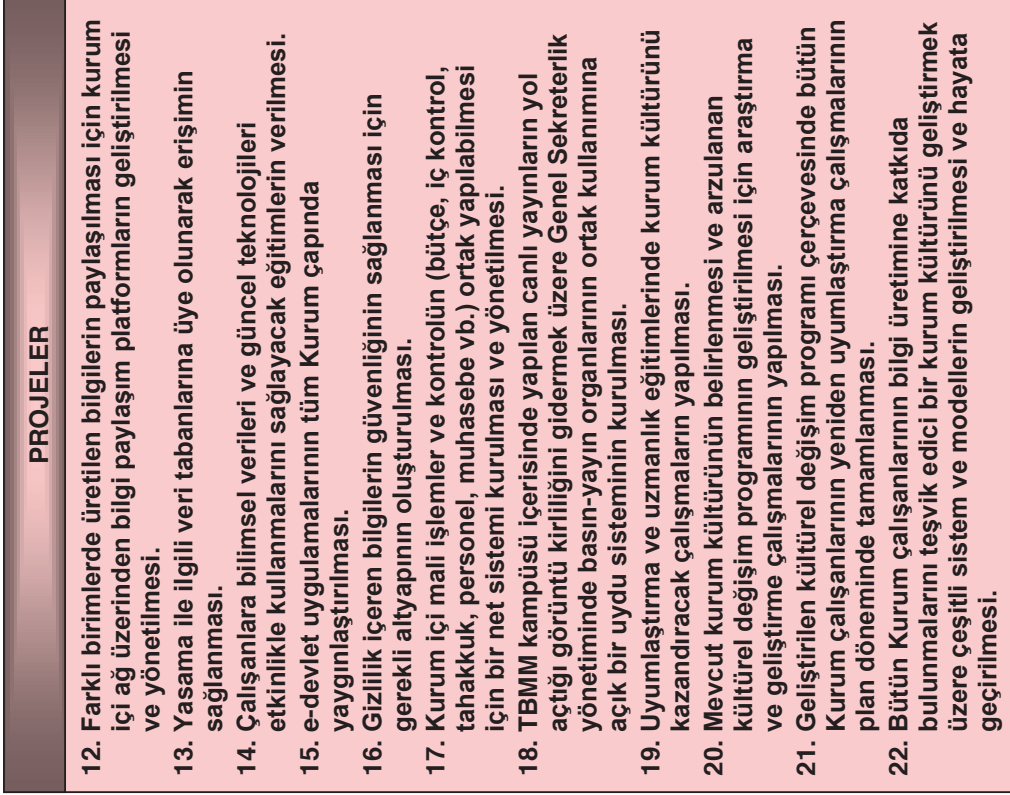 PROJELER
12. Farklı birimlerde üretilen bilgilerin paylaşılması için kurum
içi ağ üzerinden bilgi paylaşım platformların geliştirilmesi
ve yönetilmesi.
13. Yasama ile ilgili veri tabanlarına üye olunarak erişimin
sağlanması.
14. Çalışanlara bilimsel verileri ve güncel teknolojileri
etkinlikle kullanmalarını sağlayacak eğitimlerin verilmesi.
15. e-devlet uygulamalarının tüm Kurum çapında
yaygınlaştırılması.
16. Gizlilik içeren bilgilerin güvenliğinin sağlanması için
gerekli altyapının oluşturulması.
17. Kurum içi mali işlemler ve kontrolün (bütçe, iç kontrol,
tahakkuk, personel, muhasebe vb.) ortak yapılabilmesi
için bir net sistemi kurulması ve yönetilmesi.
18. TBMM kampüsü içerisinde yapılan canlı yayınların yol
açtığı görüntü kirliliğini gidermek üzere Genel Sekreterlik
yönetiminde basın-yayın organlarının ortak kullanımına
açık bir uydu sisteminin kurulması.
19. Uyumlaştırma ve uzmanlık eğitimlerinde kurum kültürünü
kazandıracak çalışmaların yapılması.
20. Mevcut kurum kültürünün belirlenmesi ve arzulanan
kültürel değişim programının geliştirilmesi için araştırma
ve geliştirme çalışmalarının yapılması.
21. Geliştirilen kültürel değişim programı çerçevesinde bütün
Kurum çalışanlarının yeniden uyumlaştırma çalışmalarının
plan döneminde tamamlanması.
22. Bütün Kurum çalışanlarının bilgi üretimine katkıda
bulunmalarını teşvik edici bir kurum kültürünü geliştirmek
üzere çeşitli sistem ve modellerin geliştirilmesi ve hayata
geçirilmesi.